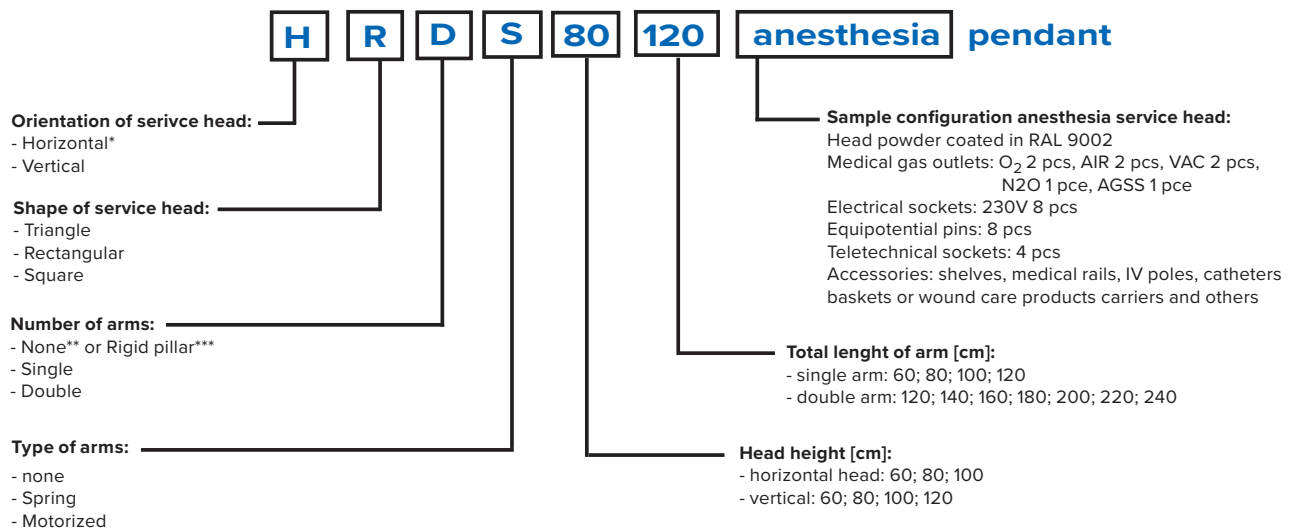 H R D S 80 120 anesthesia pendant
Orientation of serivce head:
- Horizontal*
- Vertical
Shape of service head:
- Triangle
- Rectangular
- Square
Number of arms:
- None** or Rigid pillar***
- Single
- Double
Type of arms:
- none
- Spring
- Motorized
Sample configuration anesthesia service head:
Head powder coated in RAL 9002
Medical gas outlets: O2 2 pcs, AIR 2 pcs, VAC 2 pcs,
N2O 1 pce, AGSS 1 pce
Electrical sockets: 230V 8 pcs
Equipotential pins: 8 pcs
Teletechnical sockets: 4 pcs
Accessories: shelves, medical rails, IV poles, catheters
baskets or wound care products carriers and others
Total lenght of arm [cm]:
- single arm: 60; 80; 100; 120
- double arm: 120; 140; 160; 180; 200; 220; 240
Head height [cm]:
- horizontal head: 60; 80; 100
- vertical: 60; 80; 100; 120